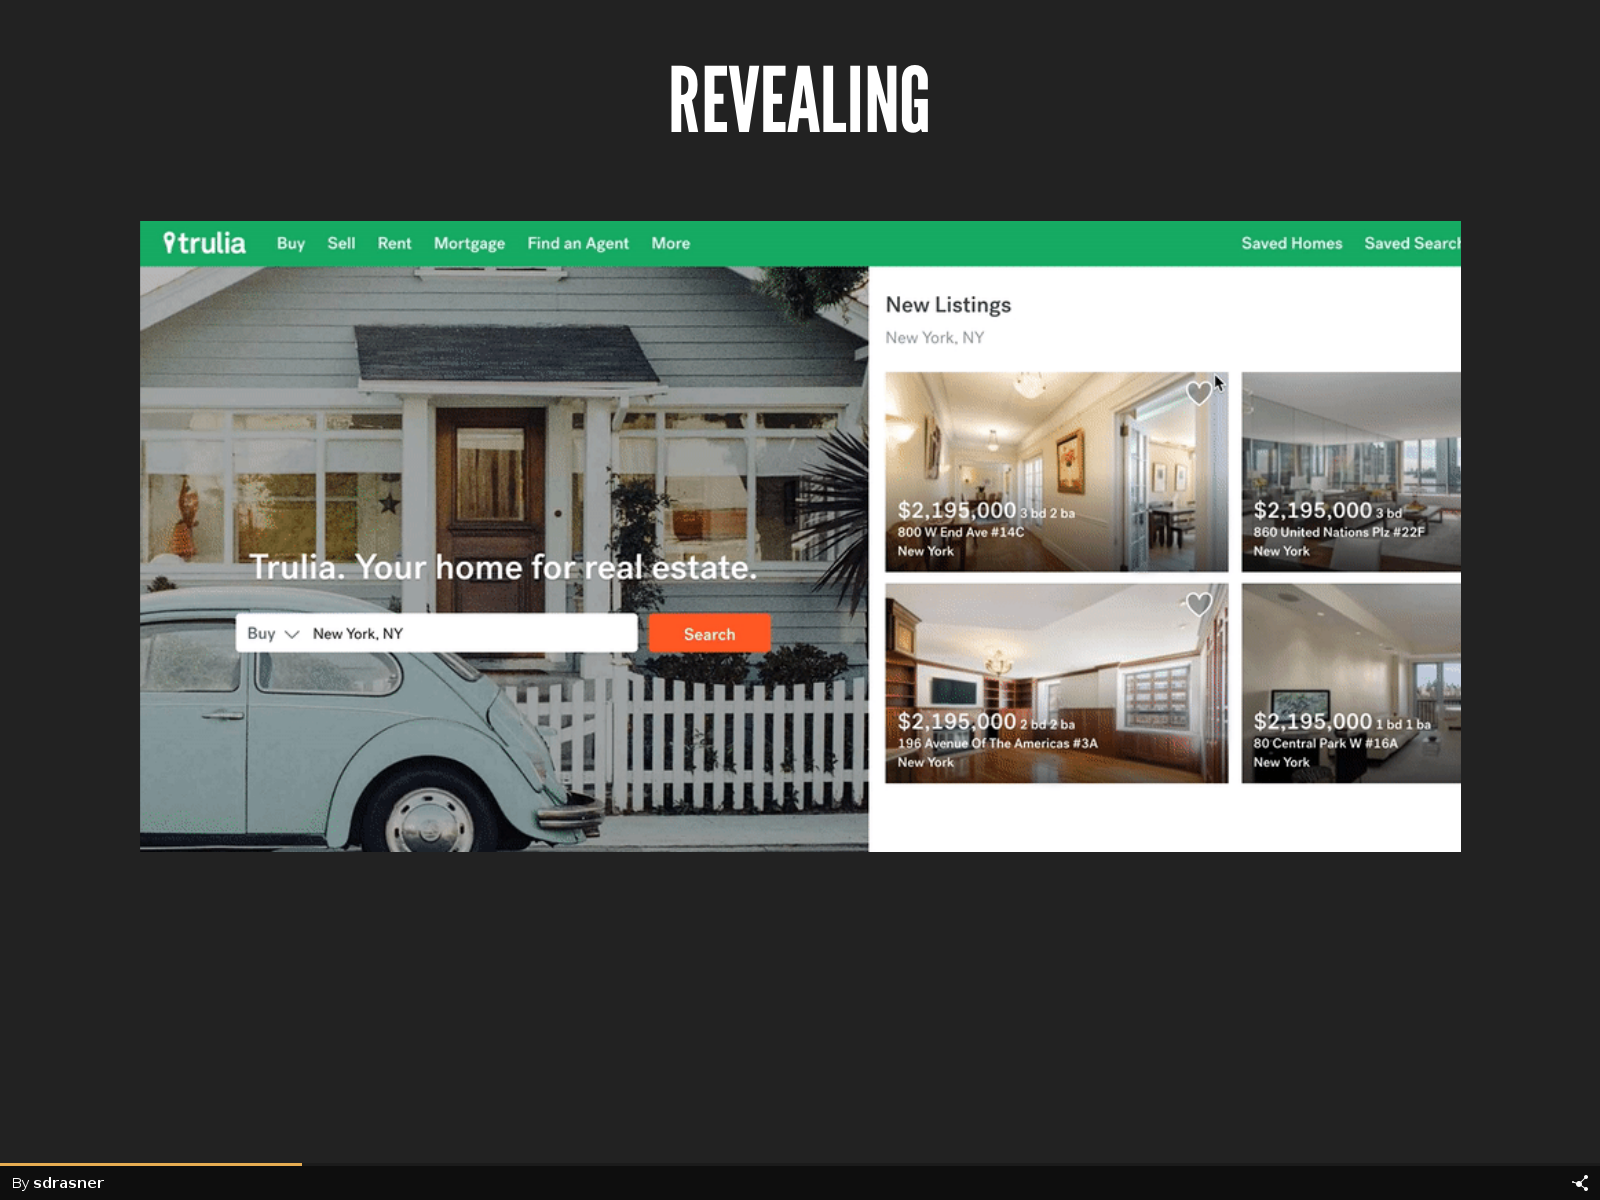 REVEALING
trulia Buy Sell Rent Mortgage Find an Agent More Saved Homes Saved Search
Trulia. Your home for real estate.
Buy New York, NY Search
New Listings
New York, NY
$2,195,000 3 bd 2 ba
800 W End Ave #14C
New York
$2,195,000 3 bd
860 United Nations Plz #22F
New York
$2,195,000 2 bd 2 ba
196 Avenue Of The Americas #3A
New York
$2,195,000 1 bd 1 ba
80 Central Park W #16A
New York
By sdrasner